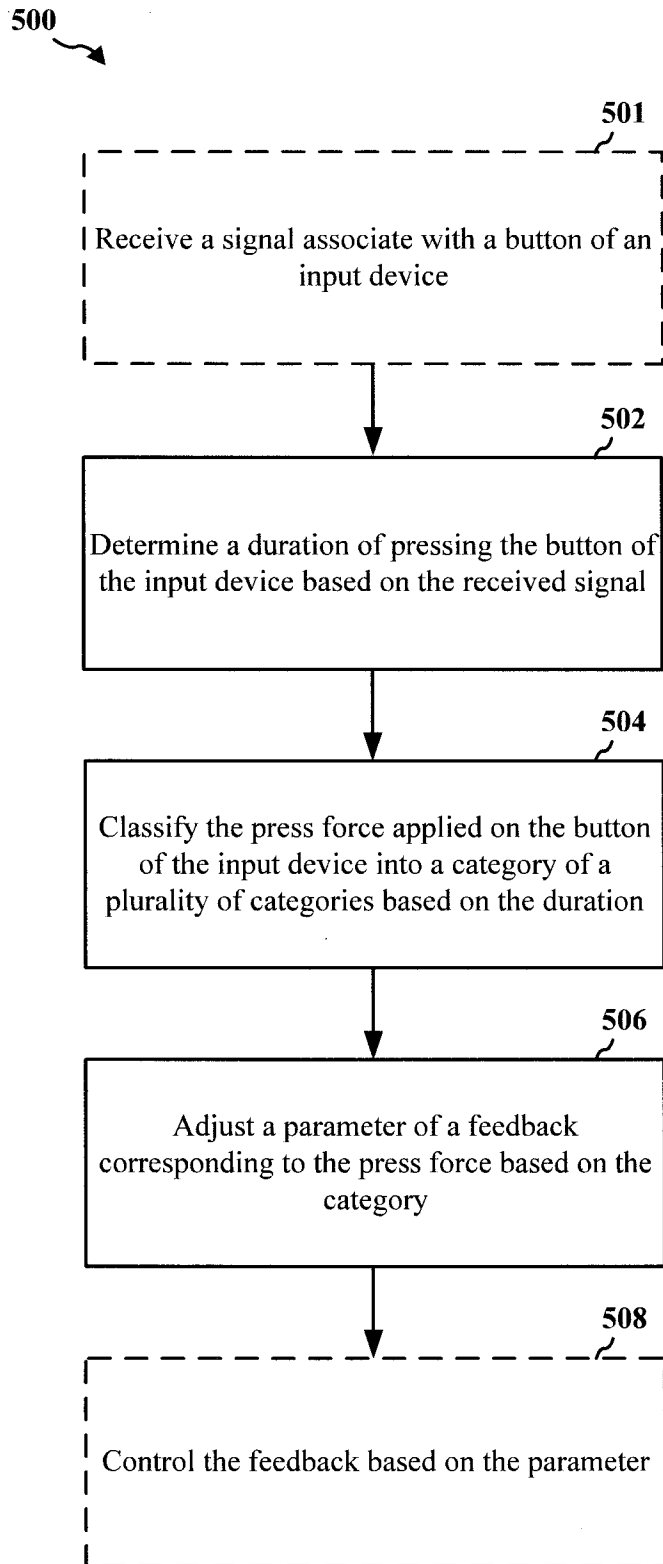 500
501
Receive a signal associate with a button of an
input device
502
Determine a duration of pressing the button of
the input device based on the received signal
504
Classify the press force applied on the button
of the input device into a category of a
plurality of categories based on the duration
506
Adjust a parameter of a feedback
corresponding to the press force based on the
category
508
Control the feedback based on the parameter